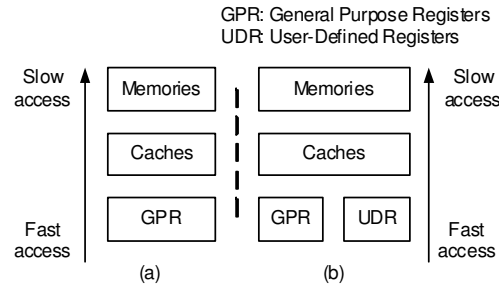 GPR: General Purpose Registers
UDR: User-Defined Registers
Slow access
Memories
Memories
Slow access
Caches
Caches
Fast access
GPR
GPR
UDR
Fast access
(a)
(b)